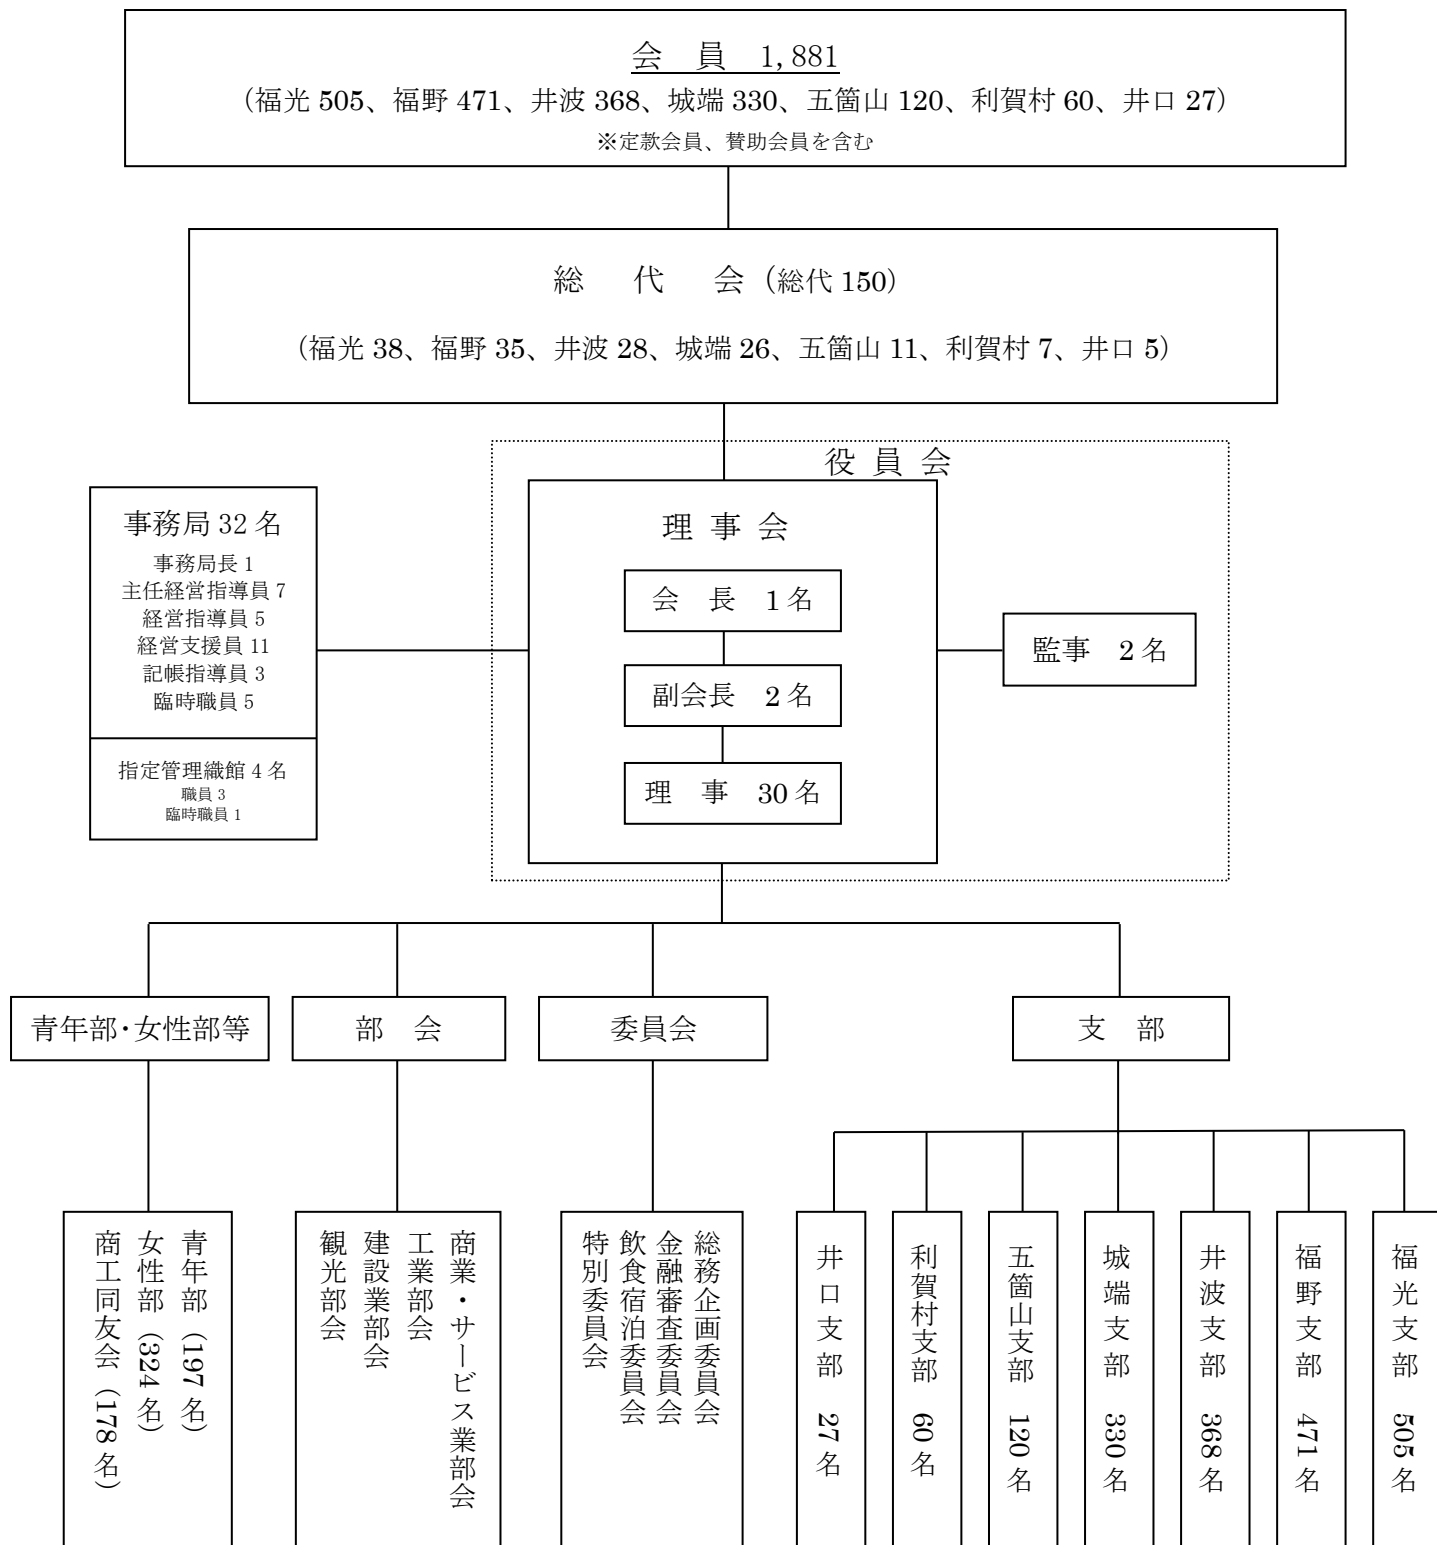 会　員　1,881
（福光 505、福野 471、井波 368、城端 330、五箇山 120、利賀村 60、井口 27）
※定款会員、賛助会員を含む
総　代　会（総代 150）
（福光 38、福野 35、井波 28、城端 26、五箇山 11、利賀村 7、井口 5）
役 員 会
事務局 32 名
事務局長 1
主任経営指導員 7
経営指導員 5
経営支援員 11
記帳指導員 3
臨時職員 5
指定管理織館 4 名
職員 3
臨時職員 1
理 事 会
会　長　1 名
副会長　2 名
理　事　30 名
監事　2 名
青年部・女性部等
部　会
委員会
支　部
青年部（197 名）
女性部（324 名）
商工同友会（178 名）
商業・サービス業部会
工業部会
建設業部会
観光部会
総務企画委員会
金融審査委員会
飲食宿泊委員会
特別委員会
福光支部　505 名
福野支部　471 名
井波支部　368 名
城端支部　330 名
五箇山支部　120 名
利賀村支部　60 名
井口支部　27 名